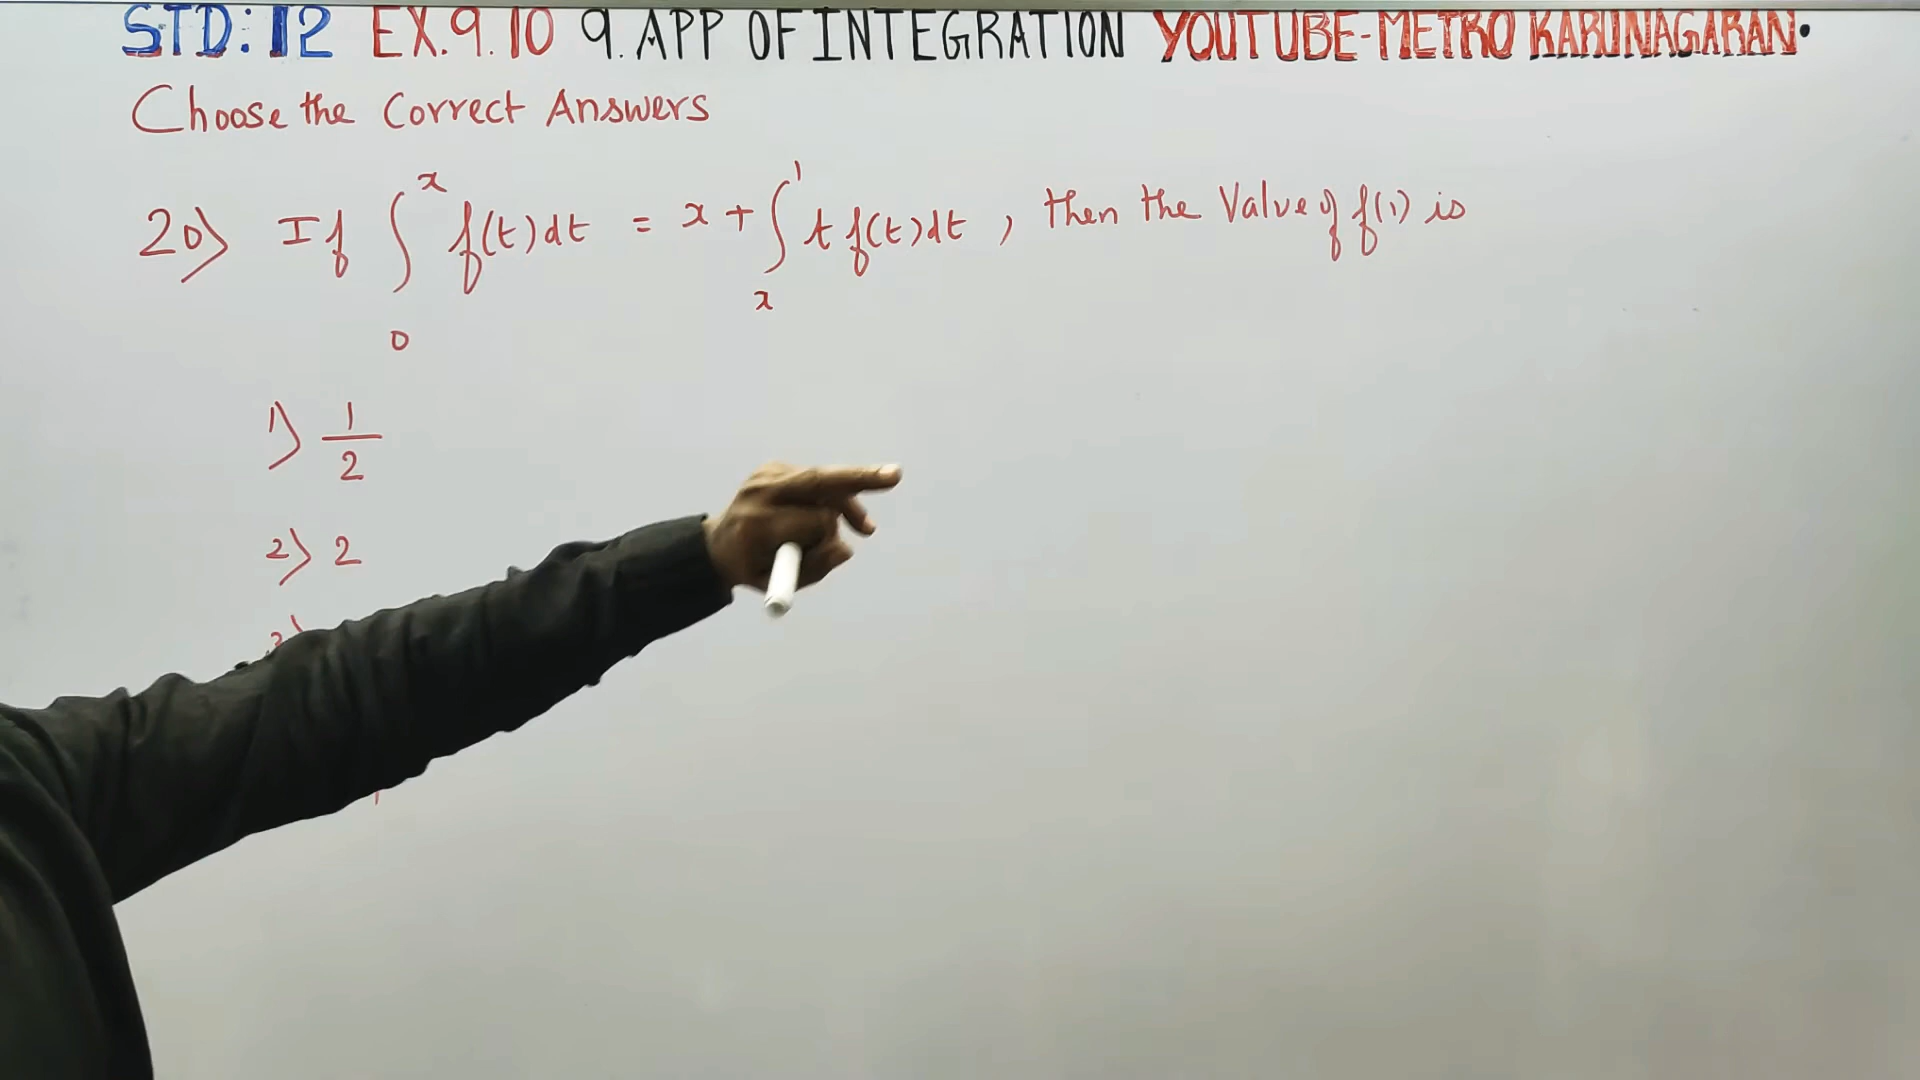 STD:12 EX.9.10 9.APP OF INTEGRATION YOUTUBE-METRO KARUNAGARAN.
Choose the Correct Answers
20) If ∫₀ˣ f(t)dt = x + ∫ₓ¹ t f(t)dt, then the Value of f(1) is
1) 1/2
2) 2
3)